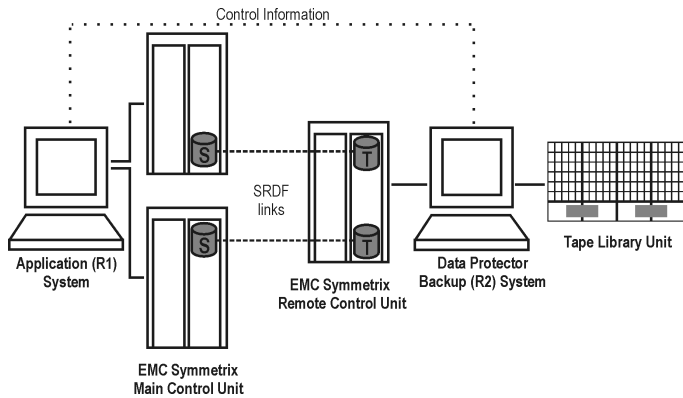 Control Information
S
T
SRDF
links
S
T
Application (R1)
System
Data Protector
Backup (R2) System
Tape Library Unit
EMC Symmetrix
Remote Control Unit
EMC Symmetrix
Main Control Unit